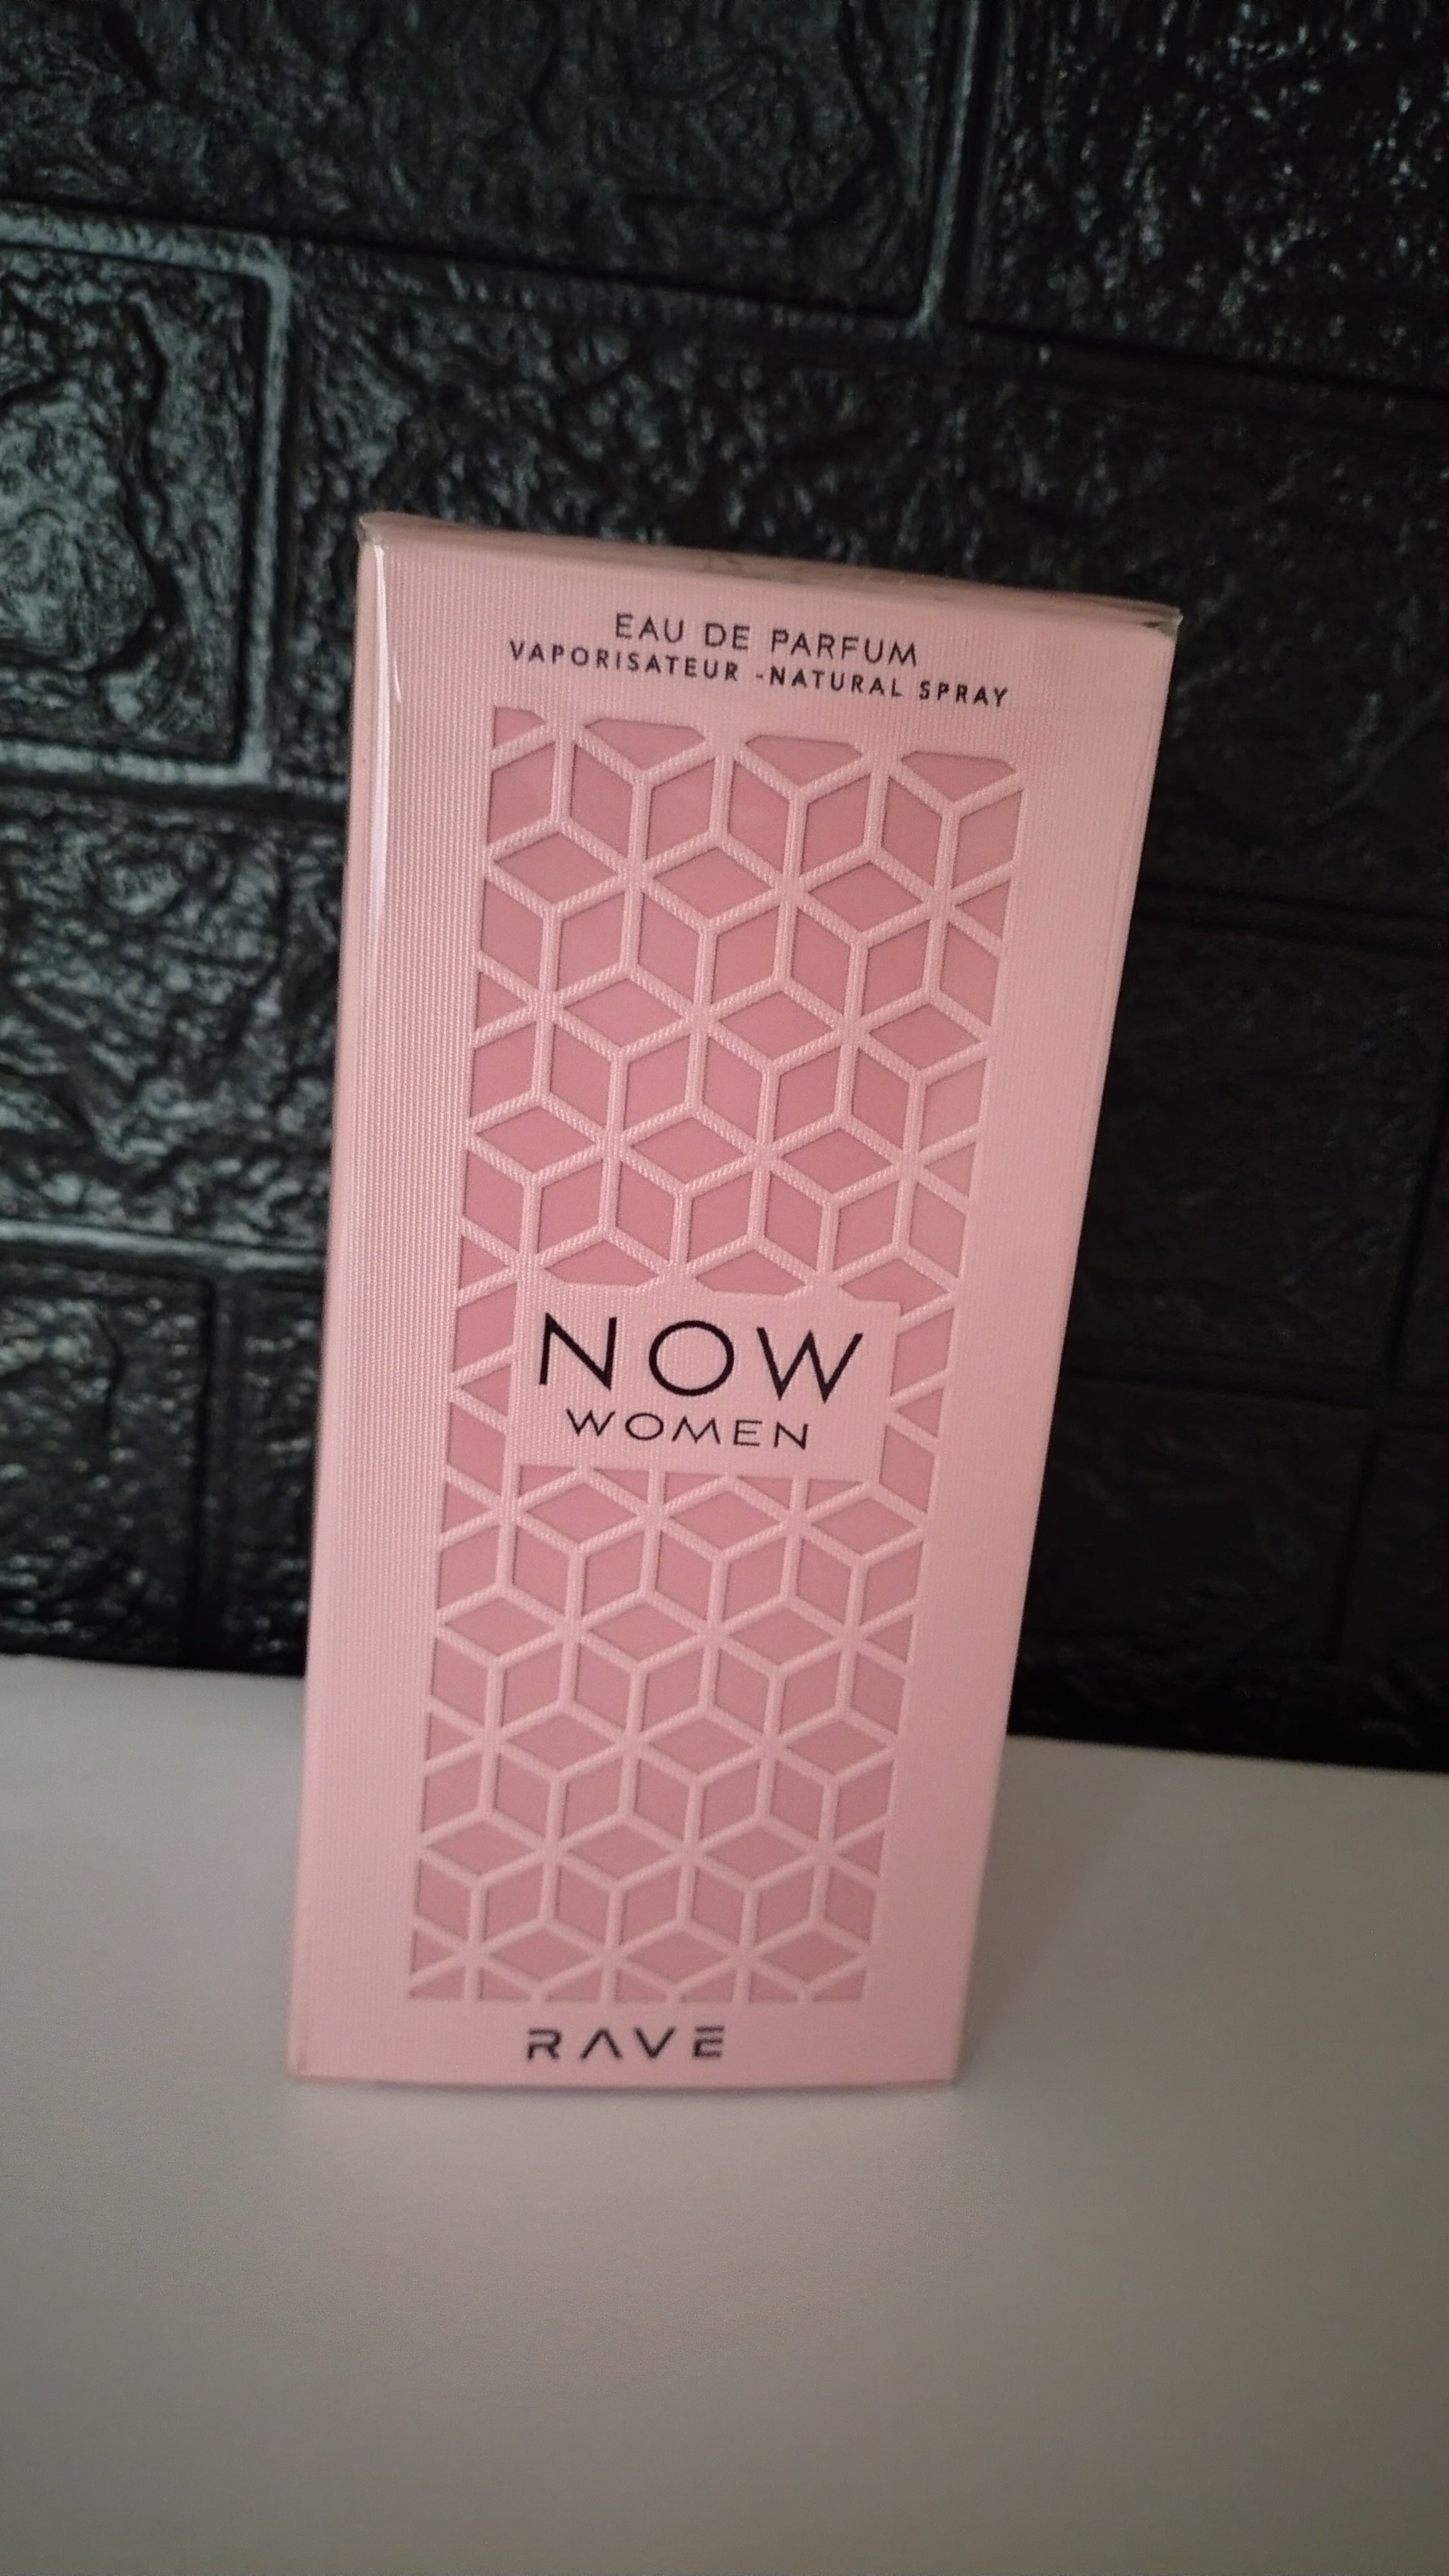 EAU DE PARFUM
VAPORISATEUR -NATURAL SPRAY
NOW
WOMEN
RAVE